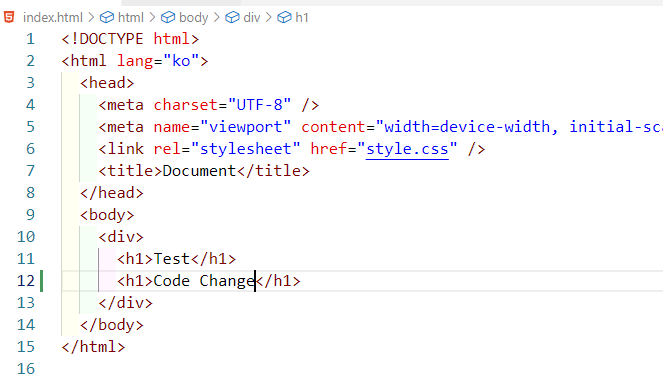 index.html > html > body > div > h1
1 <!DOCTYPE html>
2 <html lang="ko">
3 <head>
4 <meta charset="UTF-8" />
5 <meta name="viewport" content="width=device-width, initial-sca
6 <link rel="stylesheet" href="style.css" />
7 <title>Document</title>
8 </head>
9 <body>
10 <div>
11 <h1>Test</h1>
12 <h1>Code Change</h1>
13 </div>
14 </body>
15 </html>
16